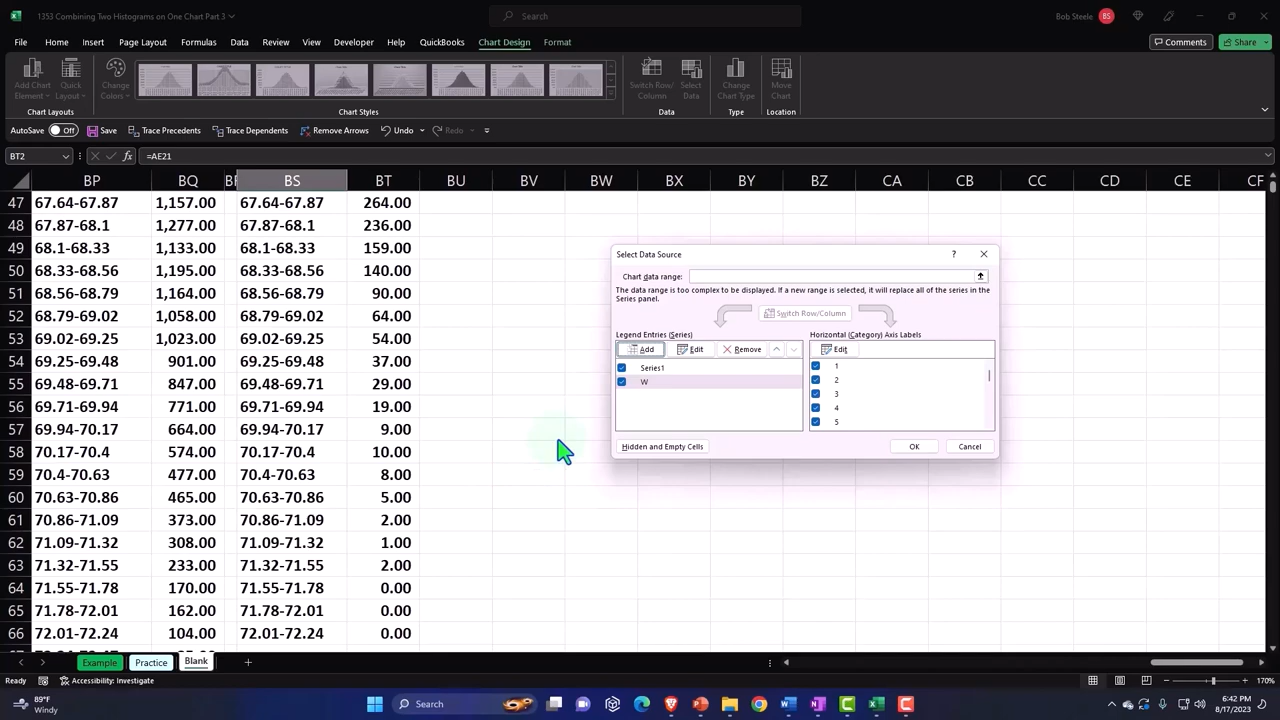 1353 Combining Two Histograms on One Chart Part 3
Search
Bob Steele BS
File Home Insert Page Layout Formulas Data Review View Developer Help QuickBooks Chart Design Format
Comments Share
Add Chart Element Quick Layout Change Colors Switch Row/Column Select Data Change Chart Type Move Chart
Chart Layouts Chart Styles Data Type Location
AutoSave Off Save Trace Precedents Trace Dependents Remove Arrows Undo Redo
BT2 fx =AE21
BP BQ BS BT BU BV BW BX BY BZ CA CB CC CD CE CF
47 67.64-67.87 1,157.00 67.64-67.87 264.00
48 67.87-68.1 1,277.00 67.87-68.1 236.00
49 68.1-68.33 1,133.00 68.1-68.33 159.00
50 68.33-68.56 1,195.00 68.33-68.56 140.00
51 68.56-68.79 1,164.00 68.56-68.79 90.00
52 68.79-69.02 1,058.00 68.79-69.02 64.00
53 69.02-69.25 1,023.00 69.02-69.25 54.00
54 69.25-69.48 901.00 69.25-69.48 37.00
55 69.48-69.71 847.00 69.48-69.71 29.00
56 69.71-69.94 771.00 69.71-69.94 19.00
57 69.94-70.17 664.00 69.94-70.17 9.00
58 70.17-70.4 574.00 70.17-70.4 10.00
59 70.4-70.63 477.00 70.4-70.63 8.00
60 70.63-70.86 465.00 70.63-70.86 5.00
61 70.86-71.09 373.00 70.86-71.09 2.00
62 71.09-71.32 308.00 71.09-71.32 1.00
63 71.32-71.55 233.00 71.32-71.55 2.00
64 71.55-71.78 170.00 71.55-71.78 0.00
65 71.78-72.01 162.00 71.78-72.01 0.00
66 72.01-72.24 104.00 72.01-72.24 0.00
Select Data Source ?
Chart data range:
The data range is too complex to be displayed. If a new range is selected, it will replace all of the series in the
Series panel.
Switch Row/Column
Legend Entries (Series) Horizontal (Category) Axis Labels
Add Edit Remove Edit
Series1 1
W 2
3
4
5
Hidden and Empty Cells OK Cancel
Example Practice Blank
Ready Accessibility: Investigate 170%
89°F
Windy
Search
6:42 PM
8/17/2023